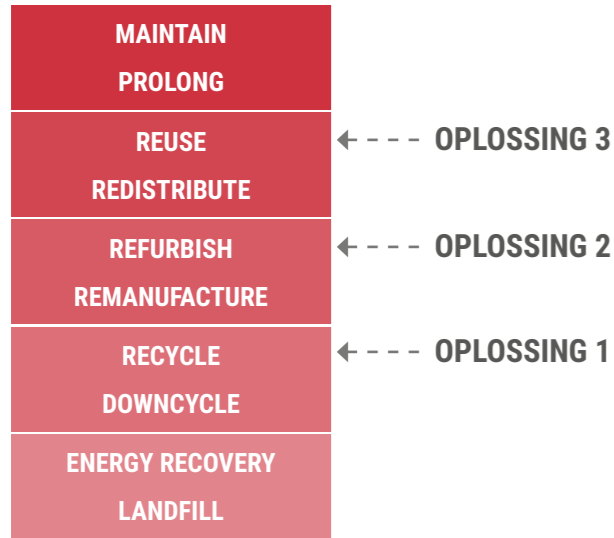 MAINTAIN
PROLONG
REUSE
OPLOSSING 3
REDISTRIBUTE
REFURBISH
OPLOSSING 2
REMANUFACTURE
RECYCLE
OPLOSSING 1
DOWNCYCLE
ENERGY RECOVERY
LANDFILL